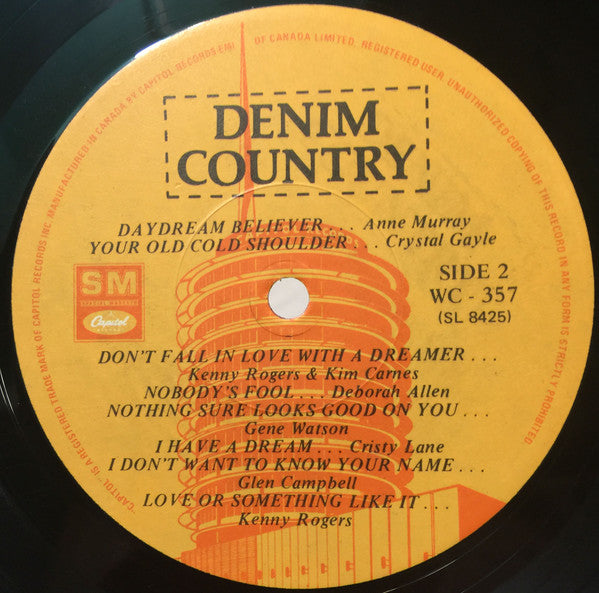 MANUFACTURED IN CANADA BY CAPITOL RECORDS EMI OF CANADA LIMITED, REGISTERED USER. UNAUTHORIZED COPYING OF THIS RECORD IN ANY FORM IS STRICTLY PROHIBITED
"CAPITOL" IS A REGISTERED TRADE MARK OF CAPITOL RECORDS INC.
DENIM
COUNTRY
DAYDREAM BELIEVER . . . Anne Murray
YOUR OLD COLD SHOULDER . . . Crystal Gayle
SM
SPECIAL MARKETS
Capitol
SIDE 2
WC - 357
(SL 8425)
DON'T FALL IN LOVE WITH A DREAMER . . .
Kenny Rogers & Kim Carnes
NOBODY'S FOOL . . . Deborah Allen
NOTHING SURE LOOKS GOOD ON YOU . . .
Gene Watson
I HAVE A DREAM . . . Cristy Lane
I DON'T WANT TO KNOW YOUR NAME . . .
Glen Campbell
LOVE OR SOMETHING LIKE IT . . .
Kenny Rogers